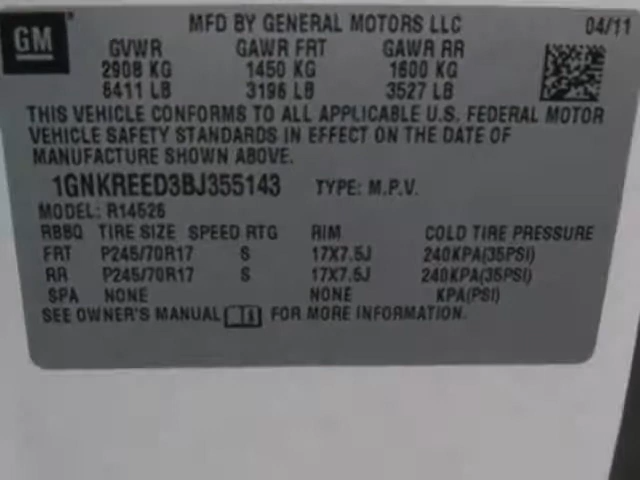 GM
MFD BY GENERAL MOTORS LLC 04/11
GVWR GAWR FRT GAWR RR
2908 KG 1450 KG 1600 KG
6411 LB 3196 LB 3527 LB
THIS VEHICLE CONFORMS TO ALL APPLICABLE U.S. FEDERAL MOTOR
VEHICLE SAFETY STANDARDS IN EFFECT ON THE DATE OF
MANUFACTURE SHOWN ABOVE.
1GNKREED3BJ355143 TYPE: M.P.V.
MODEL: R14526
RBBQ TIRE SIZE SPEED RTG RIM COLD TIRE PRESSURE
FRT P245/70R17 S 17X7.5J 240KPA(35PSI)
RR P245/70R17 S 17X7.5J 240KPA(35PSI)
SPA NONE NONE KPA(PSI)
SEE OWNER'S MANUAL FOR MORE INFORMATION.